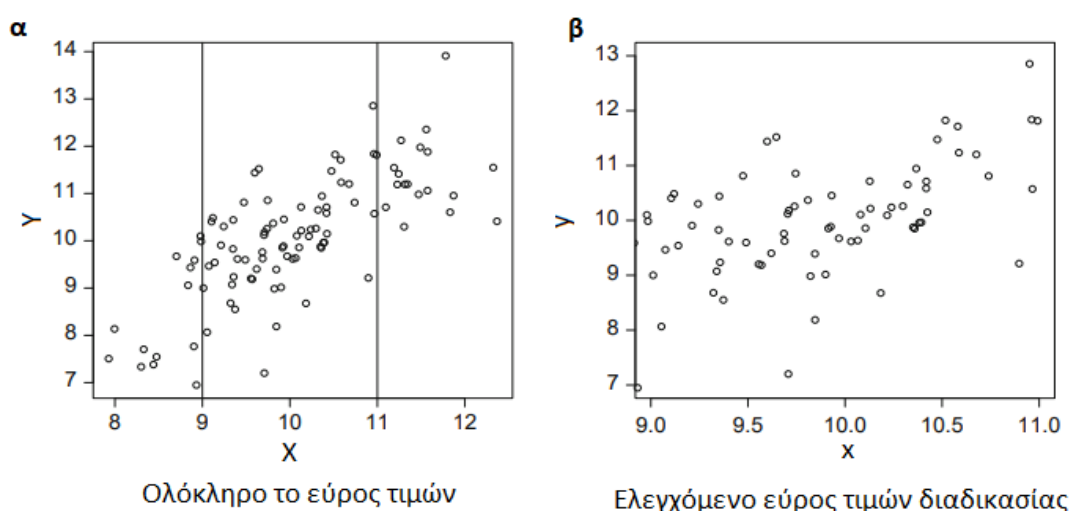 α
β
14
13
12
11
10
9
8
7
Y
8 9 10 11 12
X
13
12
11
10
9
8
7
y
9.0 9.5 10.0 10.5 11.0
x
Ολόκληρο το εύρος τιμών
Ελεγχόμενο εύρος τιμών διαδικασίας